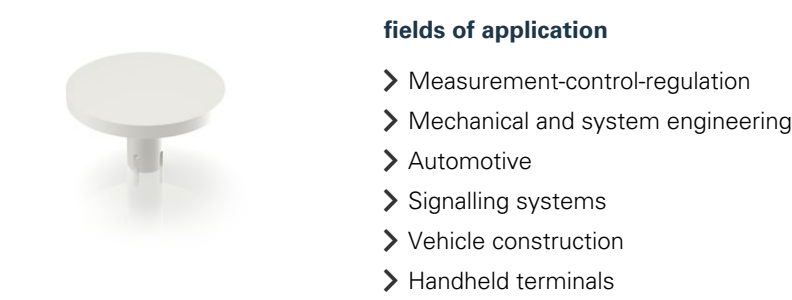 fields of application
Measurement-control-regulation
Mechanical and system engineering
Automotive
Signalling systems
Vehicle construction
Handheld terminals